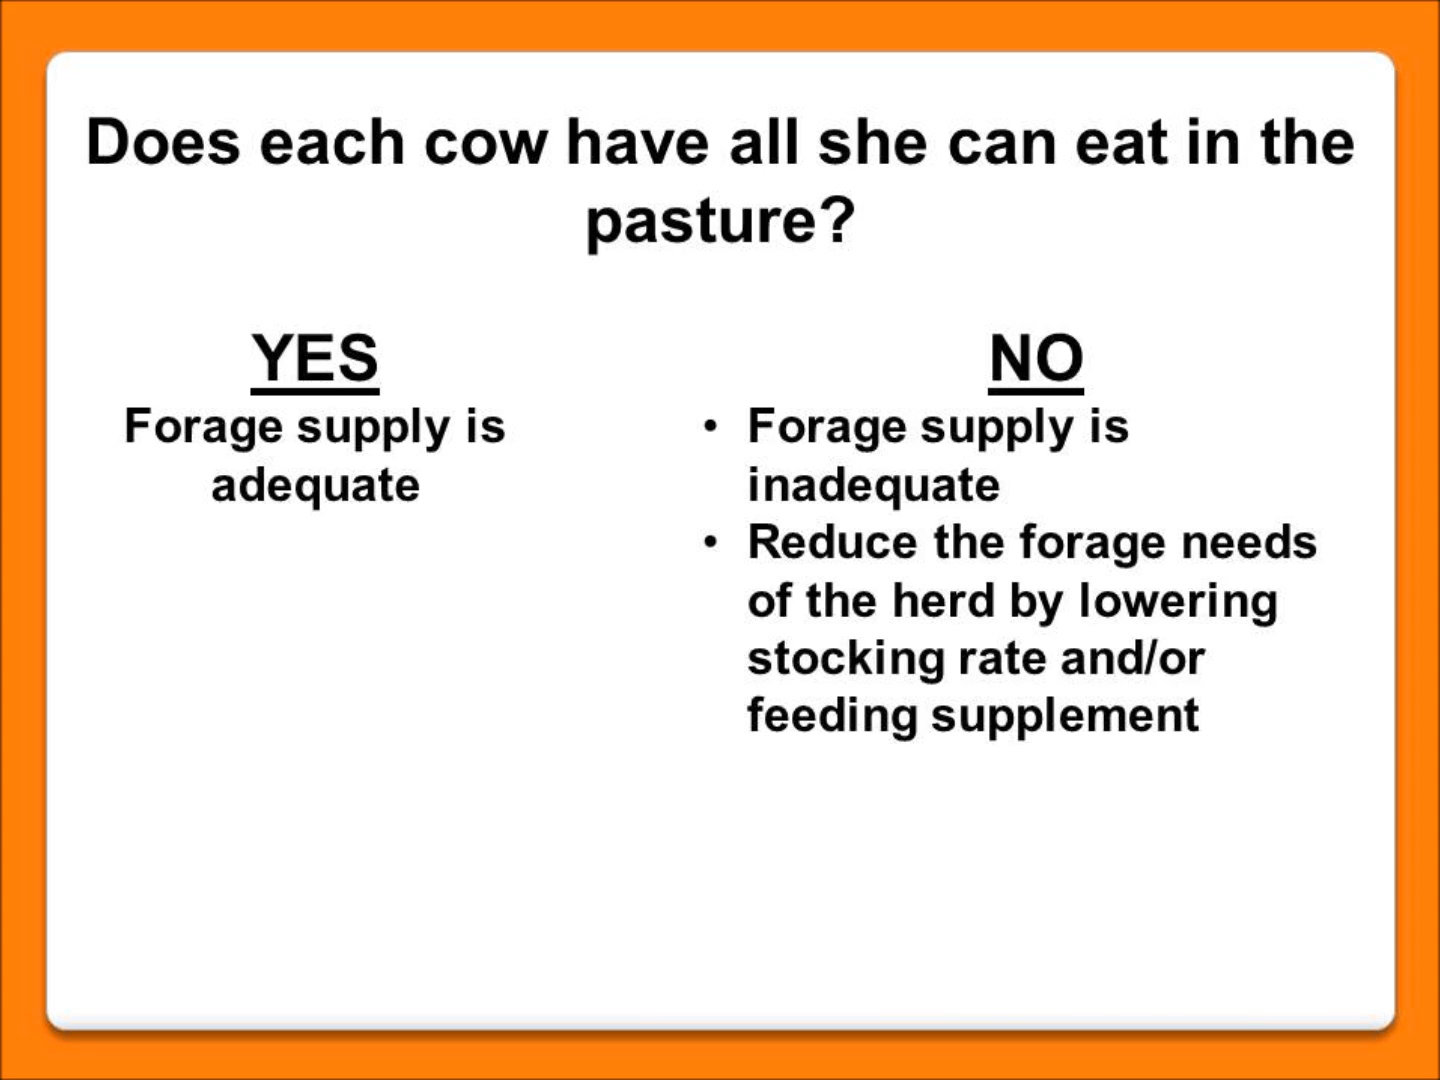 Does each cow have all she can eat in the
pasture?
YES
Forage supply is
adequate
NO
• Forage supply is
inadequate
• Reduce the forage needs
of the herd by lowering
stocking rate and/or
feeding supplement